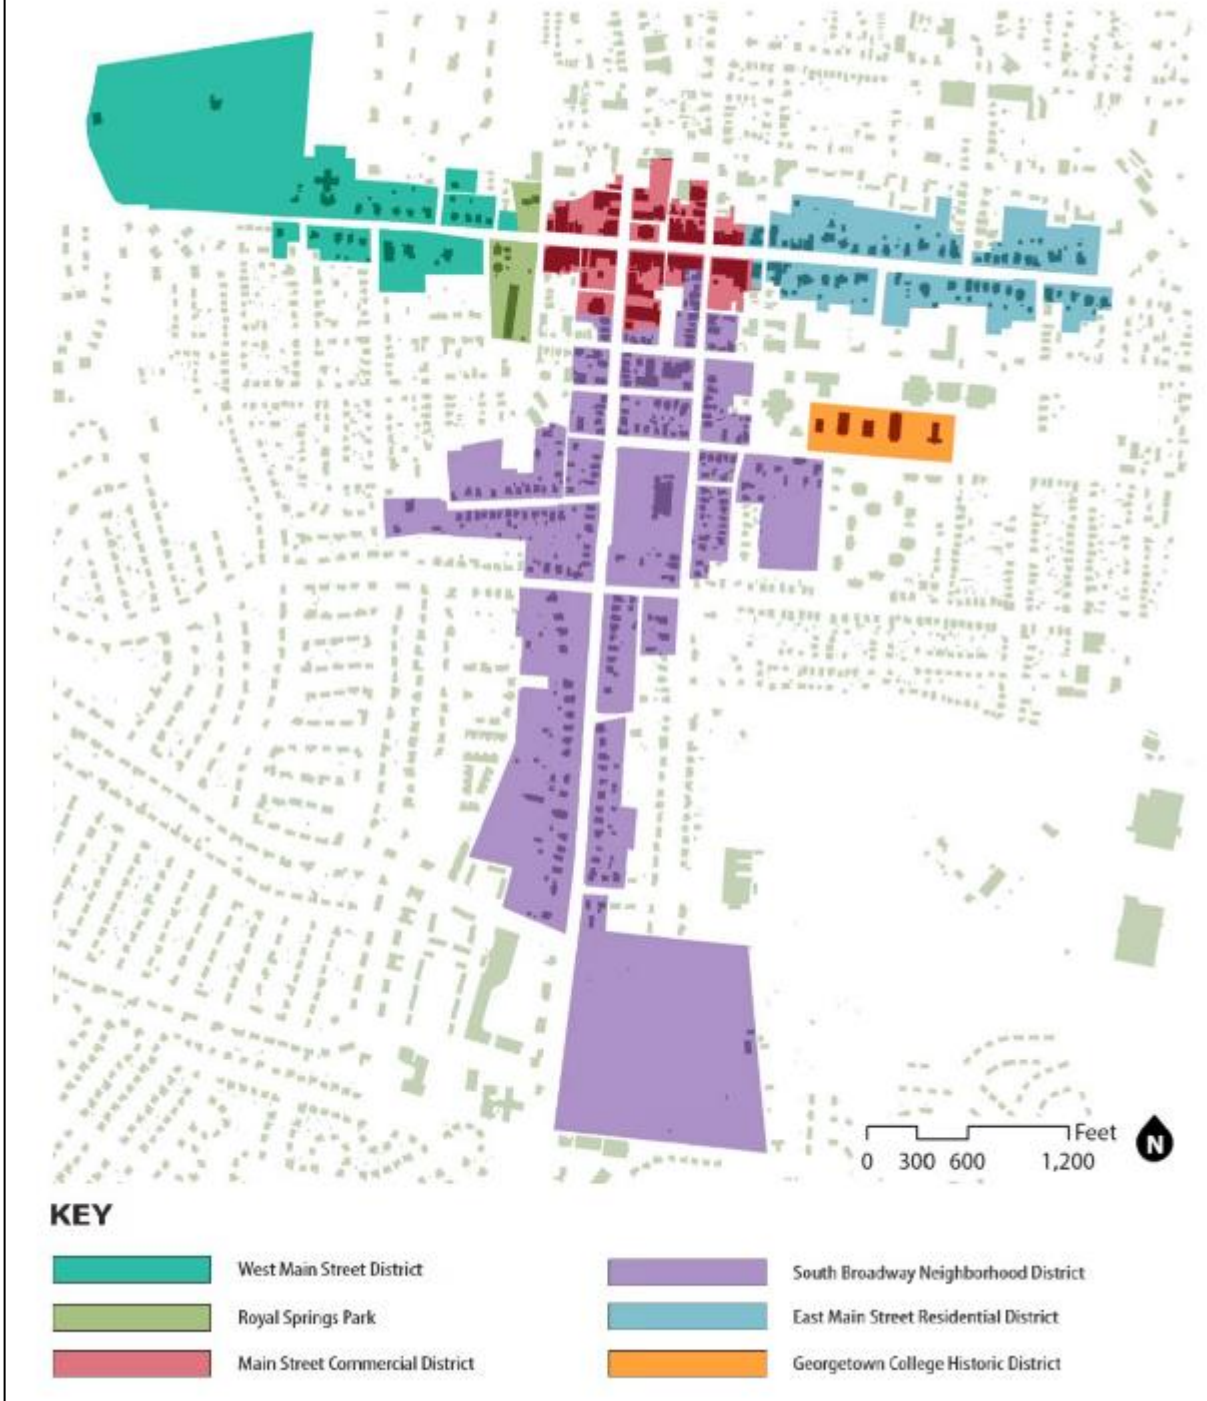 Feet
N
0 300 600 1,200
KEY
West Main Street District
South Broadway Neighborhood District
Royal Springs Park
East Main Street Residential District
Main Street Commercial District
Georgetown College Historic District